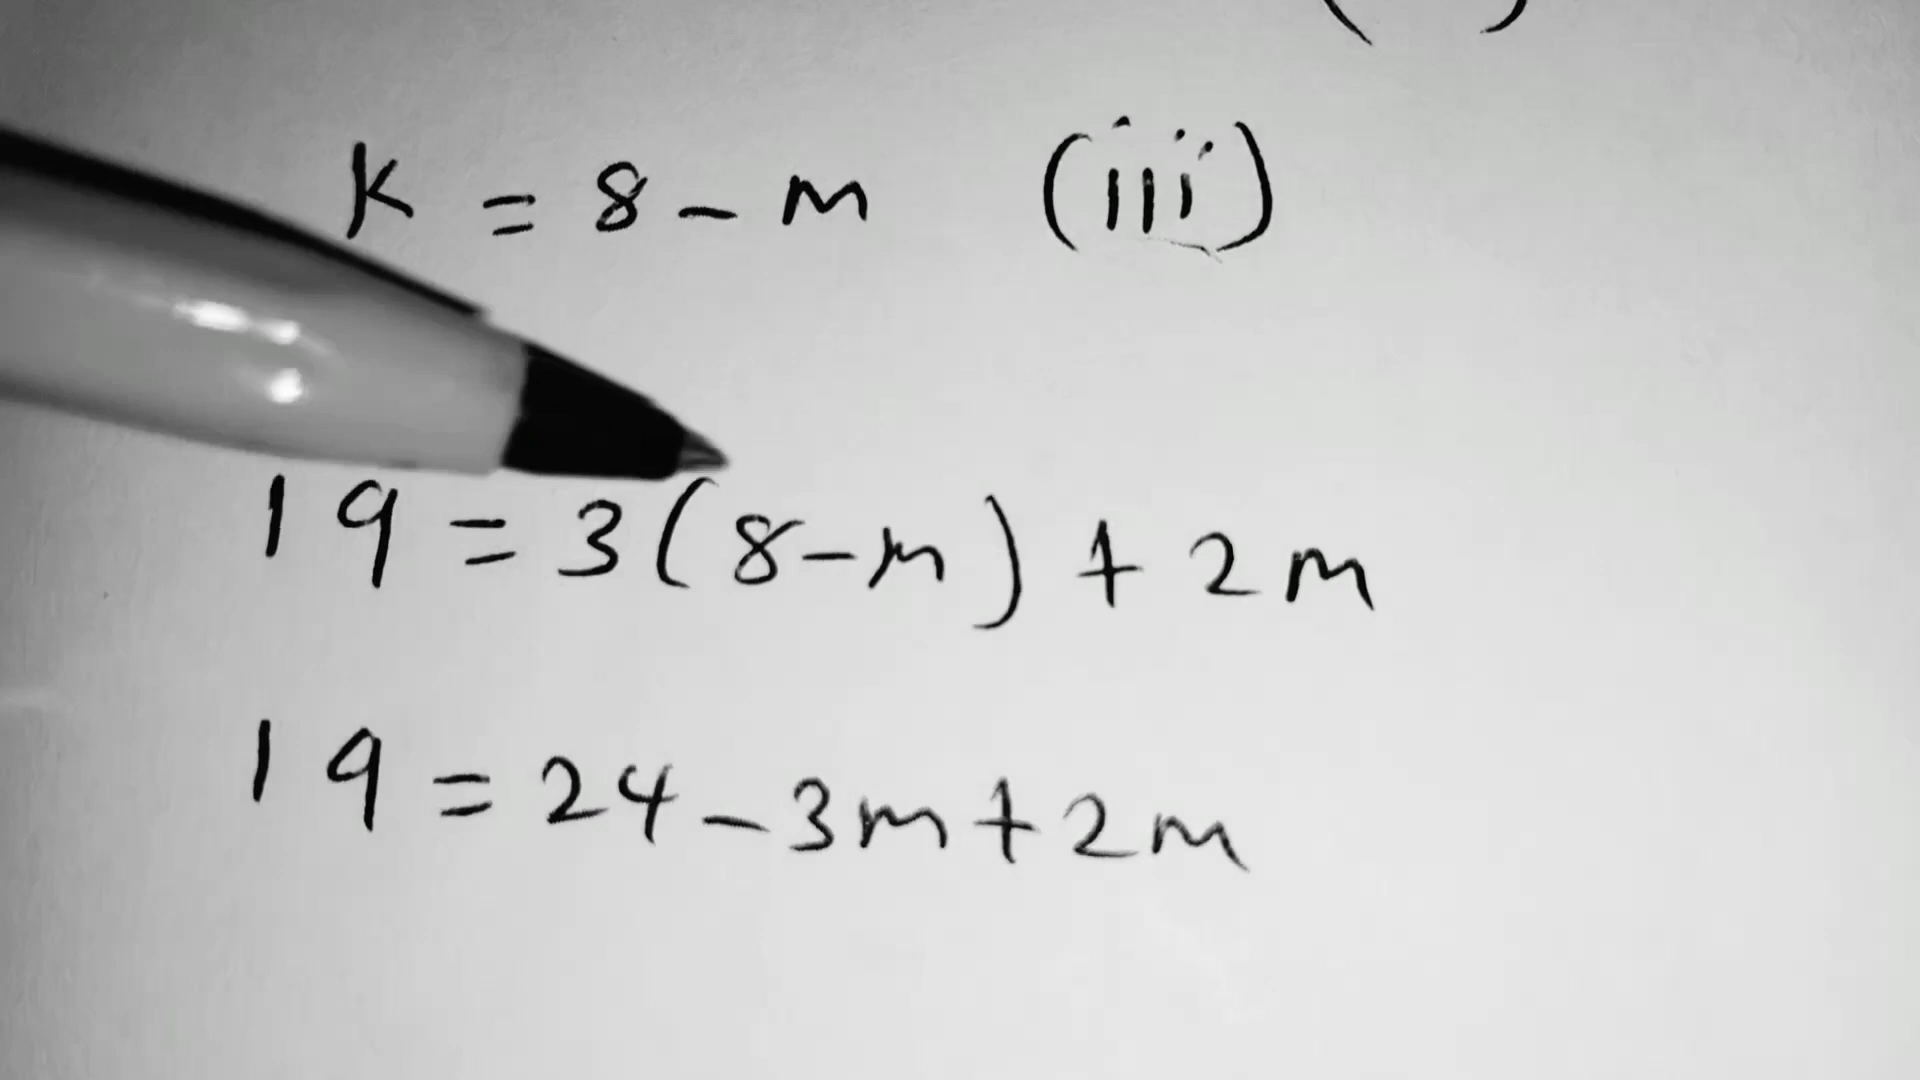 K = 8 - m (iii)
19 = 3(8-m) + 2m
19 = 24 - 3m + 2m